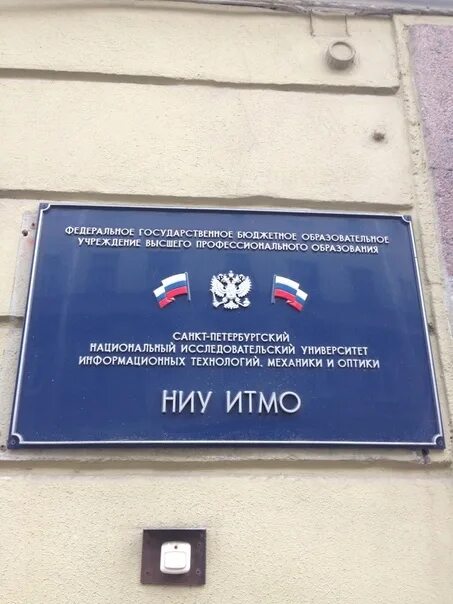 ФЕДЕРАЛЬНОЕ ГОСУДАРСТВЕННОЕ БЮДЖЕТНОЕ ОБРАЗОВАТЕЛЬНОЕ
УЧРЕЖДЕНИЕ ВЫСШЕГО ПРОФЕССИОНАЛЬНОГО ОБРАЗОВАНИЯ
САНКТ-ПЕТЕРБУРГСКИЙ
НАЦИОНАЛЬНЫЙ ИССЛЕДОВАТЕЛЬСКИЙ УНИВЕРСИТЕТ
ИНФОРМАЦИОННЫХ ТЕХНОЛОГИЙ, МЕХАНИКИ И ОПТИКИ
НИУ ИТМО